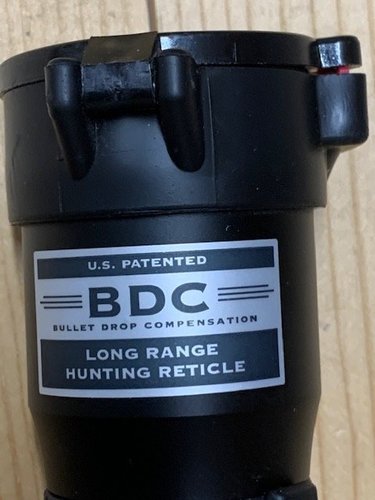 U.S. PATENTED
BDC
BULLET DROP COMPENSATION
LONG RANGE
HUNTING RETICLE